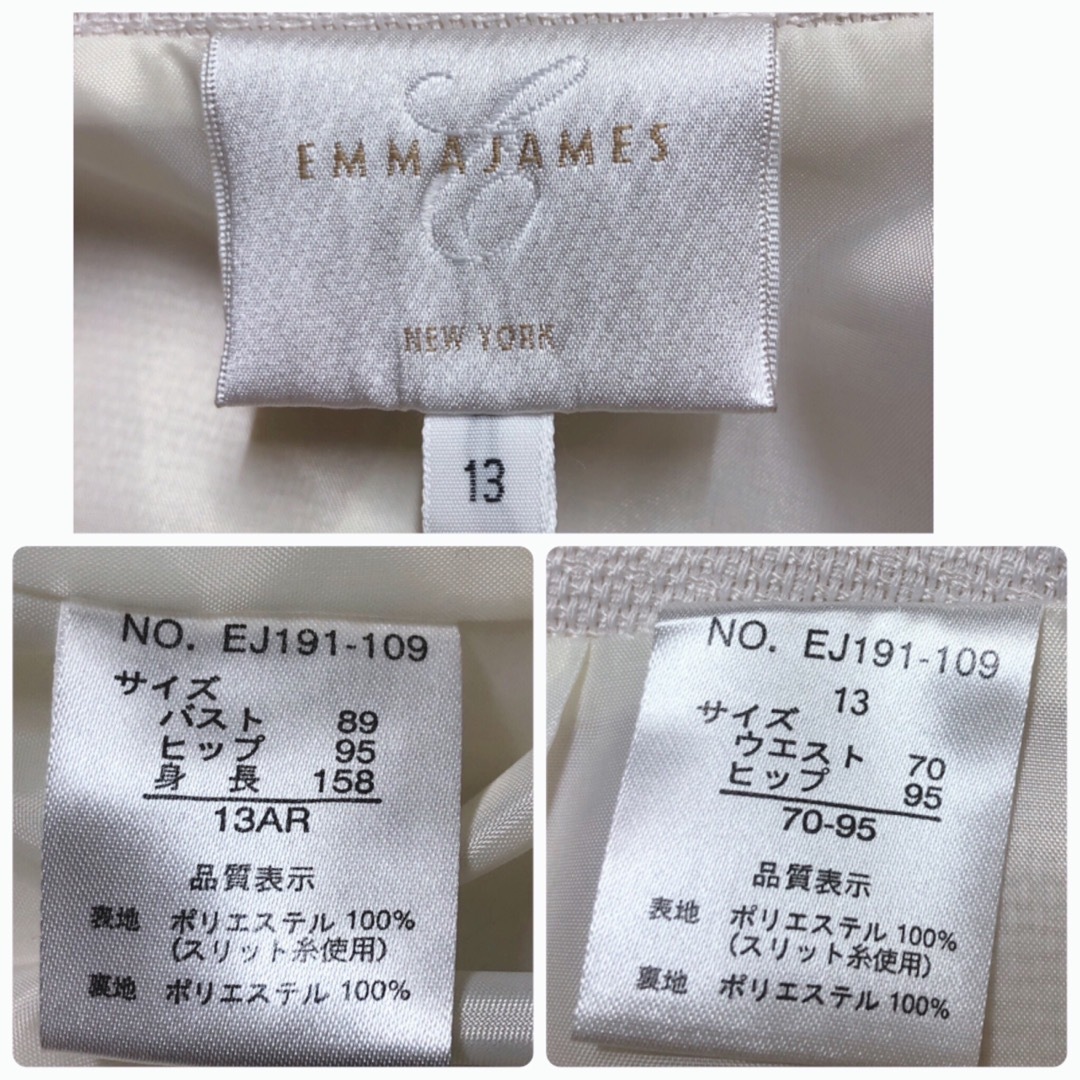 EMMAJAMES
NEW YORK
13
NO. EJ191-109
サイズ
バスト 89
ヒップ 95
身 長 158
13AR
品質表示
表地 ポリエステル 100%
(スリット糸使用)
裏地 ポリエステル 100%
NO. EJ191-109
13
サイズ
ウエスト 70
ヒップ 95
70-95
品質表示
表地 ポリエステル 100%
(スリット糸使用)
裏地 ポリエステル 100%